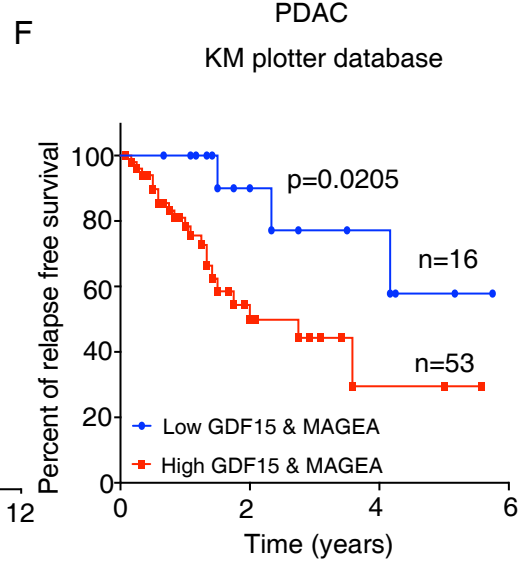 F
PDAC
KM plotter database
Percent of relapse free survival
100
80
60
40
20
0
p=0.0205
n=16
n=53
Low GDF15 & MAGEA
High GDF15 & MAGEA
12
0 2 4 6
Time (years)